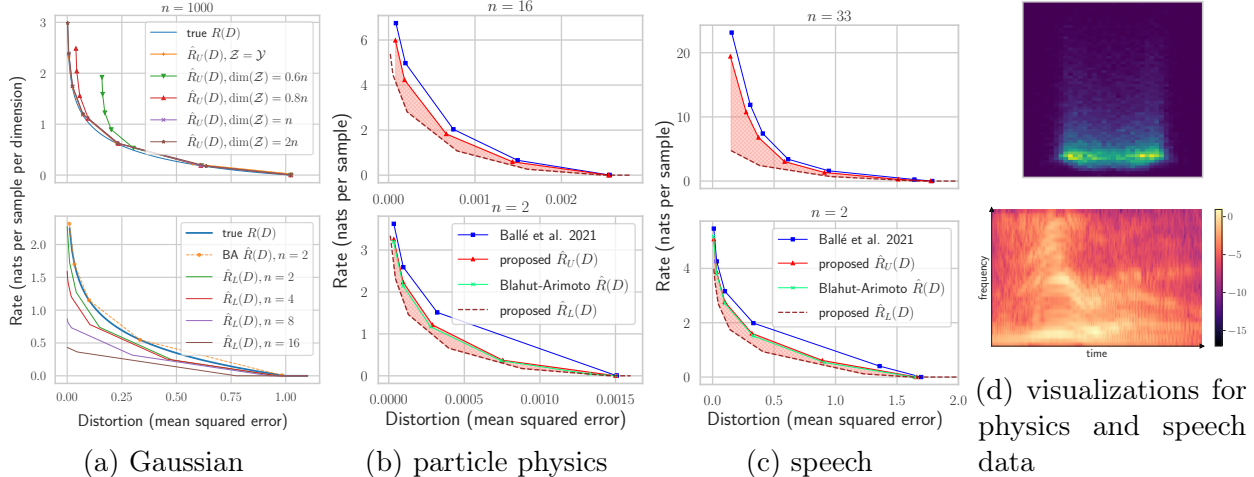 n = 1000
3
2
1
0
true R(D)
R̂_U(D), Z = Y
R̂_U(D), dim(Z) = 0.6n
R̂_U(D), dim(Z) = 0.8n
R̂_U(D), dim(Z) = n
R̂_U(D), dim(Z) = 2n
Rate (nats per sample per dimension)
2.0
1.5
1.0
0.5
0.0
true R(D)
BA R̂(D), n = 2
R̂_L(D), n = 2
R̂_L(D), n = 4
R̂_L(D), n = 8
R̂_L(D), n = 16
0.00 0.25 0.50 0.75 1.00
Distortion (mean squared error)
(a) Gaussian
n = 16
6
4
2
0
0.000 0.001 0.002
Rate (nats per sample)
n = 2
3
2
1
0
Ballé et al. 2021
proposed R̂_U(D)
Blahut-Arimoto R̂(D)
proposed R̂_L(D)
0.0000 0.0005 0.0010 0.0015
Distortion (mean squared error)
(b) particle physics
n = 33
20
10
0
Rate (nats per sample)
n = 2
4
2
0
Ballé et al. 2021
proposed R̂_U(D)
Blahut-Arimoto R̂(D)
proposed R̂_L(D)
0.0 0.5 1.0 1.5 2.0
Distortion (mean squared error)
(c) speech
frequency
time
0
−5
−10
−15
(d) visualizations for
physics and speech
data